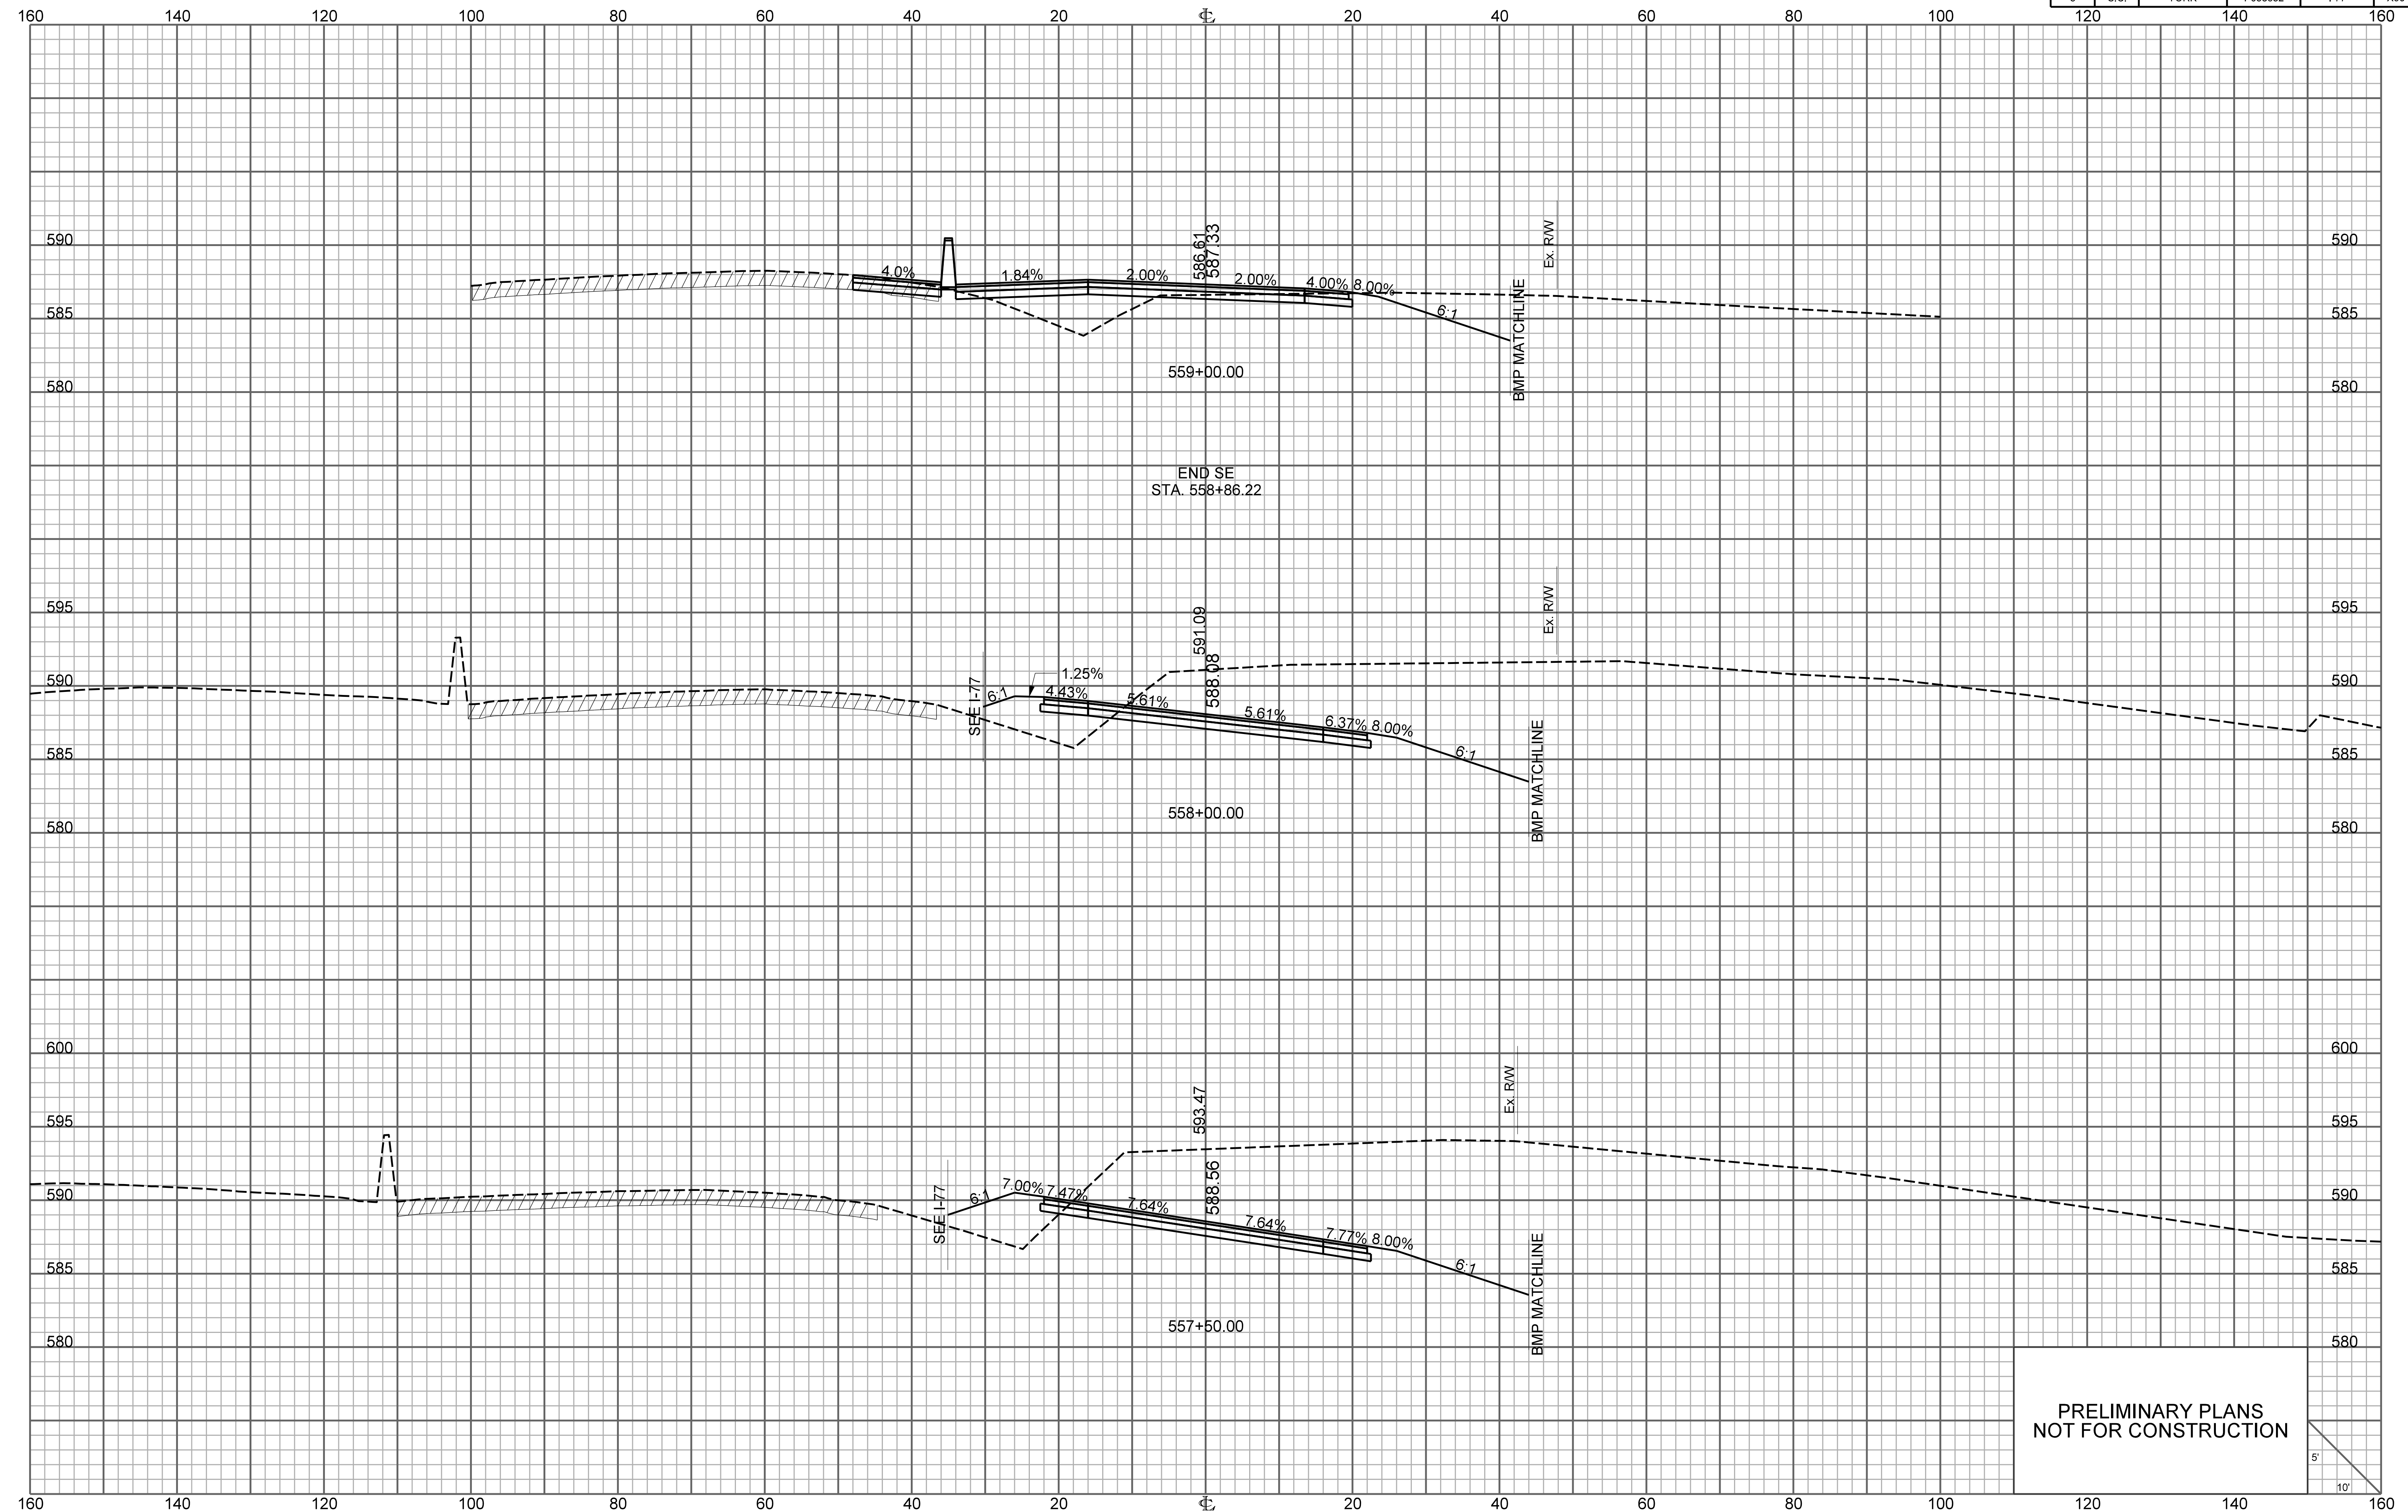 160 140 120 100 80 60 40 20 ℄ 20 40 60 80 100 120 140 160
Ex. R/W
590 590
586.61
587.33
4.0% 1.84% 2.00% 2.00% 4.00% 8.00%
6:1
585 585
BMP MATCHLINE
559+00.00
580 580
END SE
STA. 558+86.22
Ex. R/W
595 595
591.09
588.08
590 590
SEE I-77
6:1 1.25%
4.43% 5.61% 5.61% 6.37% 8.00%
6:1
585 585
BMP MATCHLINE
558+00.00
580 580
600 600
Ex. R/W
595 595
593.47
588.56
590 590
SEE I-77
6:1 7.00% 7.47% 7.64% 7.64% 7.77% 8.00%
6:1
585 585
BMP MATCHLINE
557+50.00
580 580
PRELIMINARY PLANS
NOT FOR CONSTRUCTION
5'
10'
160 140 120 100 80 60 40 20 ℄ 20 40 60 80 100 120 140 160